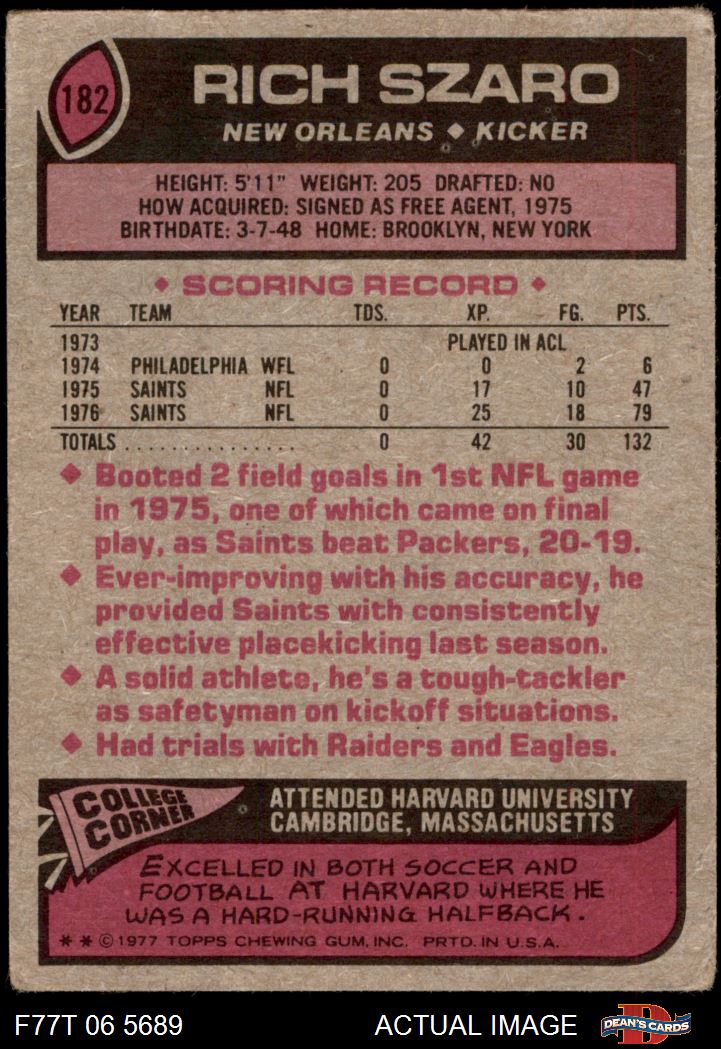 182
RICH SZARO
NEW ORLEANS ◆ KICKER
HEIGHT: 5'11" WEIGHT: 205 DRAFTED: NO
HOW ACQUIRED: SIGNED AS FREE AGENT, 1975
BIRTHDATE: 3-7-48 HOME: BROOKLYN, NEW YORK
◆ SCORING RECORD ◆
YEAR TEAM TDS. XP. FG. PTS.
1973 PLAYED IN ACL
1974 PHILADELPHIA WFL 0 0 2 6
1975 SAINTS NFL 0 17 10 47
1976 SAINTS NFL 0 25 18 79
TOTALS ............... 0 42 30 132
◆ Booted 2 field goals in 1st NFL game
in 1975, one of which came on final
play, as Saints beat Packers, 20-19.
◆ Ever-improving with his accuracy, he
provided Saints with consistently
effective placekicking last season.
◆ A solid athlete, he's a tough-tackler
as safetyman on kickoff situations.
◆ Had trials with Raiders and Eagles.
COLLEGE
CORNER
ATTENDED HARVARD UNIVERSITY
CAMBRIDGE, MASSACHUSETTS
EXCELLED IN BOTH SOCCER AND
FOOTBALL AT HARVARD WHERE HE
WAS A HARD-RUNNING HALFBACK.
** © 1977 TOPPS CHEWING GUM, INC. PRTD. IN U.S.A.
F77T 06 5689 ACTUAL IMAGE
DEAN'S CARDS